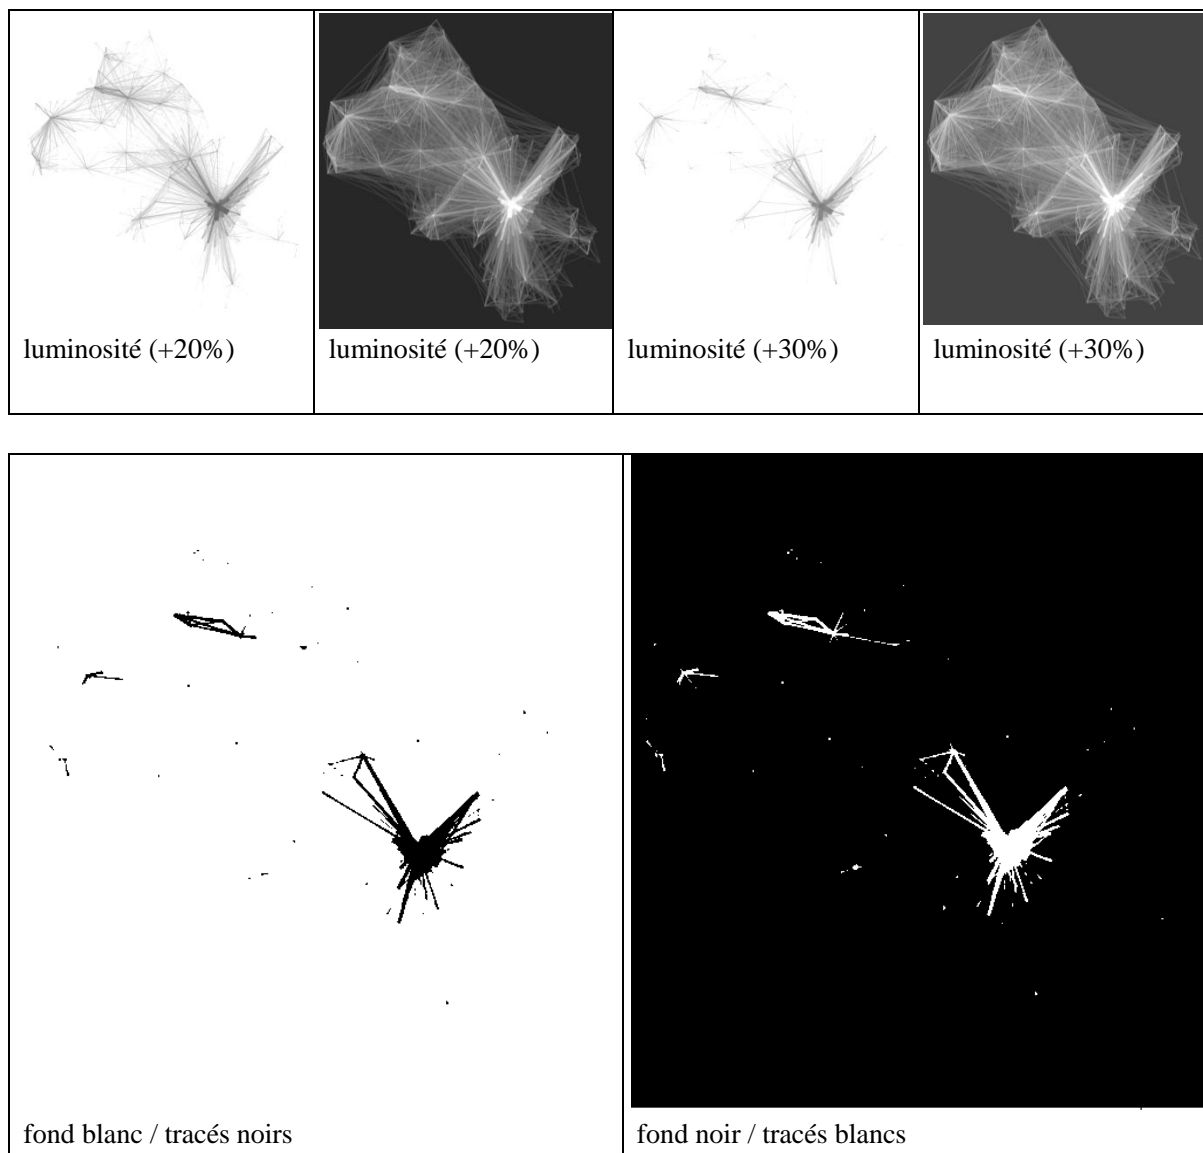 luminosité (+20%)
luminosité (+20%)
luminosité (+30%)
luminosité (+30%)
fond blanc / tracés noirs
fond noir / tracés blancs